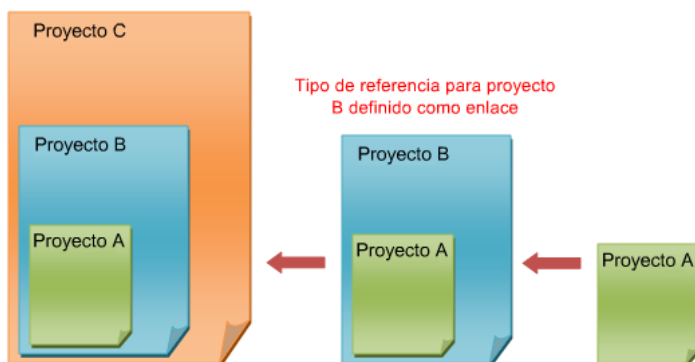 Proyecto C
Proyecto B
Proyecto A
Tipo de referencia para proyecto
B definido como enlace
Proyecto B
Proyecto A
Proyecto A